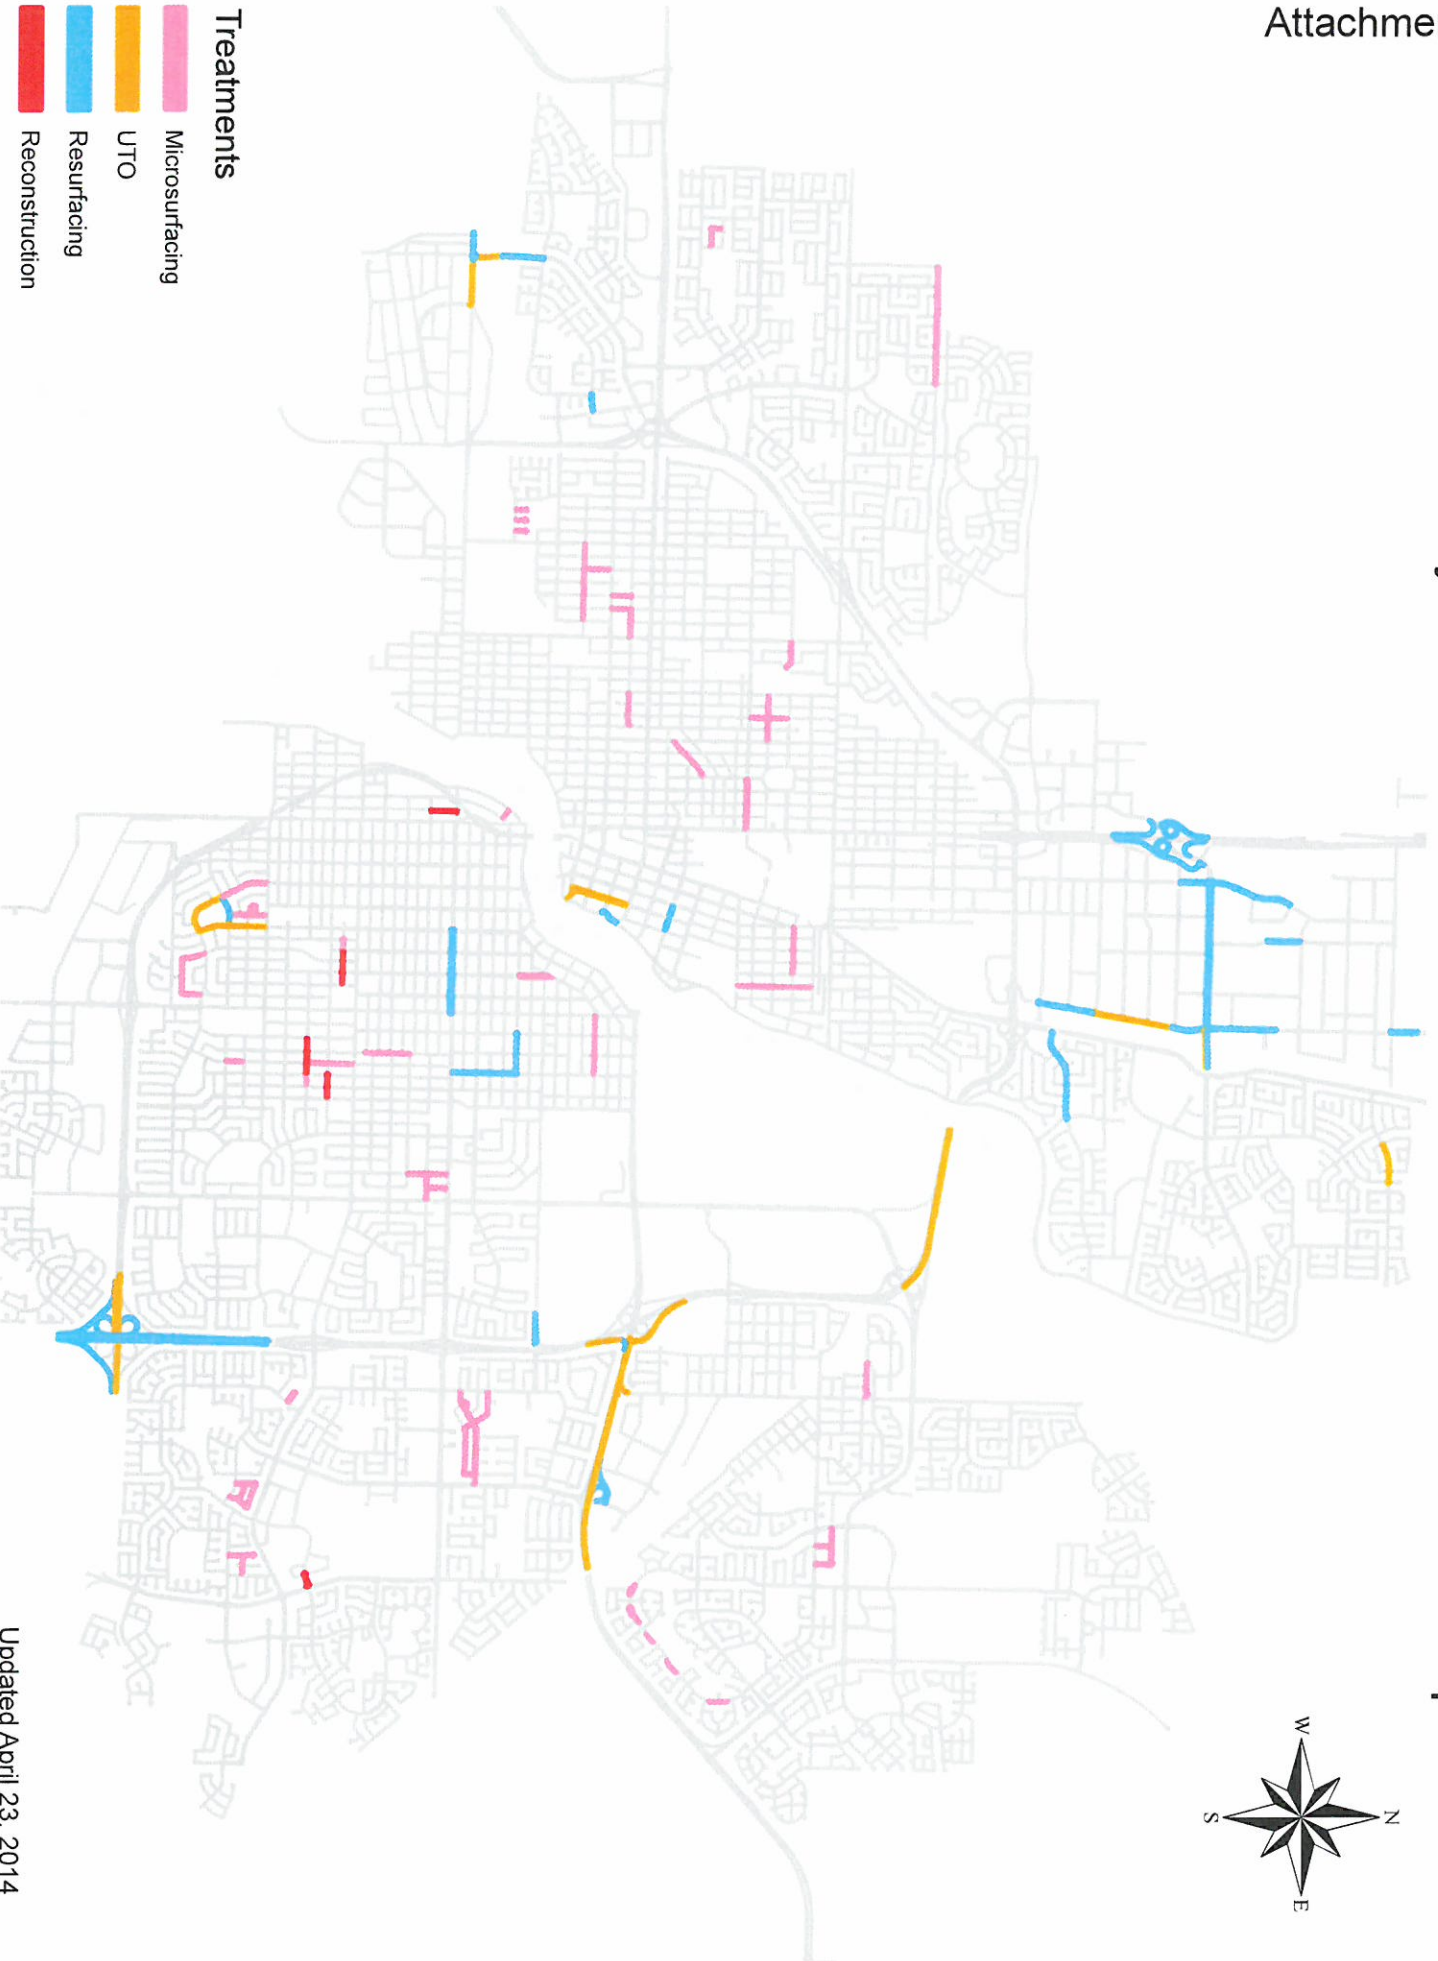 Attachme
Treatments
Microsurfacing
UTO
Resurfacing
Reconstruction
N
W
E
S
Updated April 23, 2014